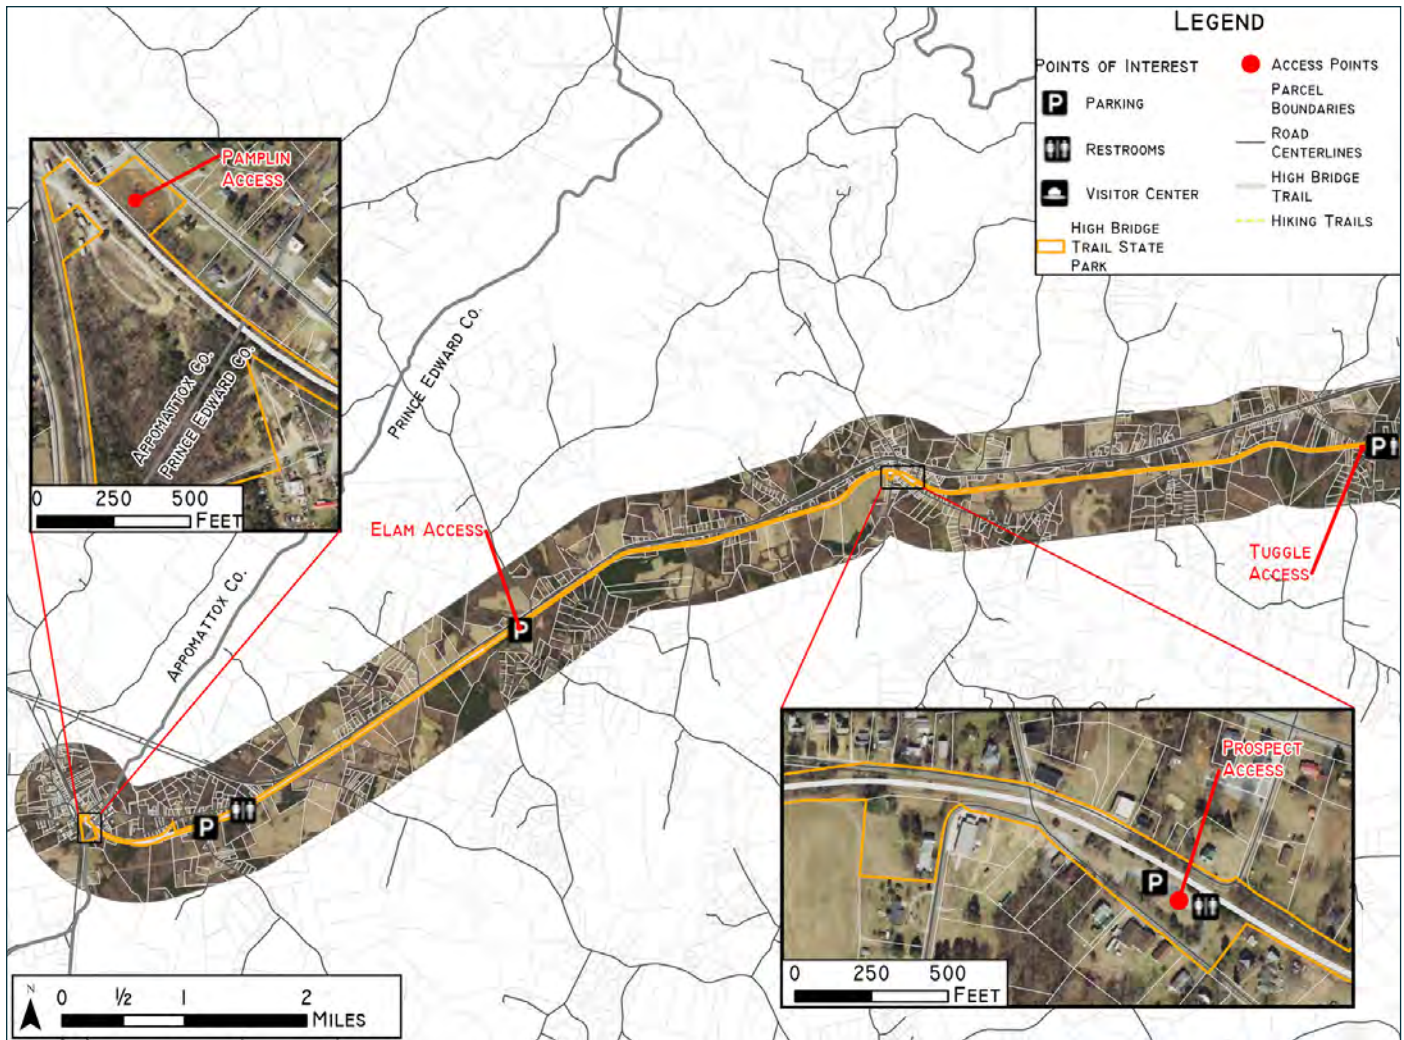 LEGEND
POINTS OF INTEREST
P PARKING
RESTROOMS
VISITOR CENTER
HIGH BRIDGE
TRAIL STATE
PARK
ACCESS POINTS
PARCEL
BOUNDARIES
ROAD
CENTERLINES
HIGH BRIDGE
TRAIL
HIKING TRAILS
PAMPLIN
ACCESS
APPOMATTOX CO.
PRINCE EDWARD CO.
0 250 500
FEET
PRINCE EDWARD CO.
APPOMATTOX CO.
ELAM ACCESS
P
P
P
TUGGLE
ACCESS
PROSPECT
ACCESS
P
0 250 500
FEET
N
0 ½ 1 2
MILES